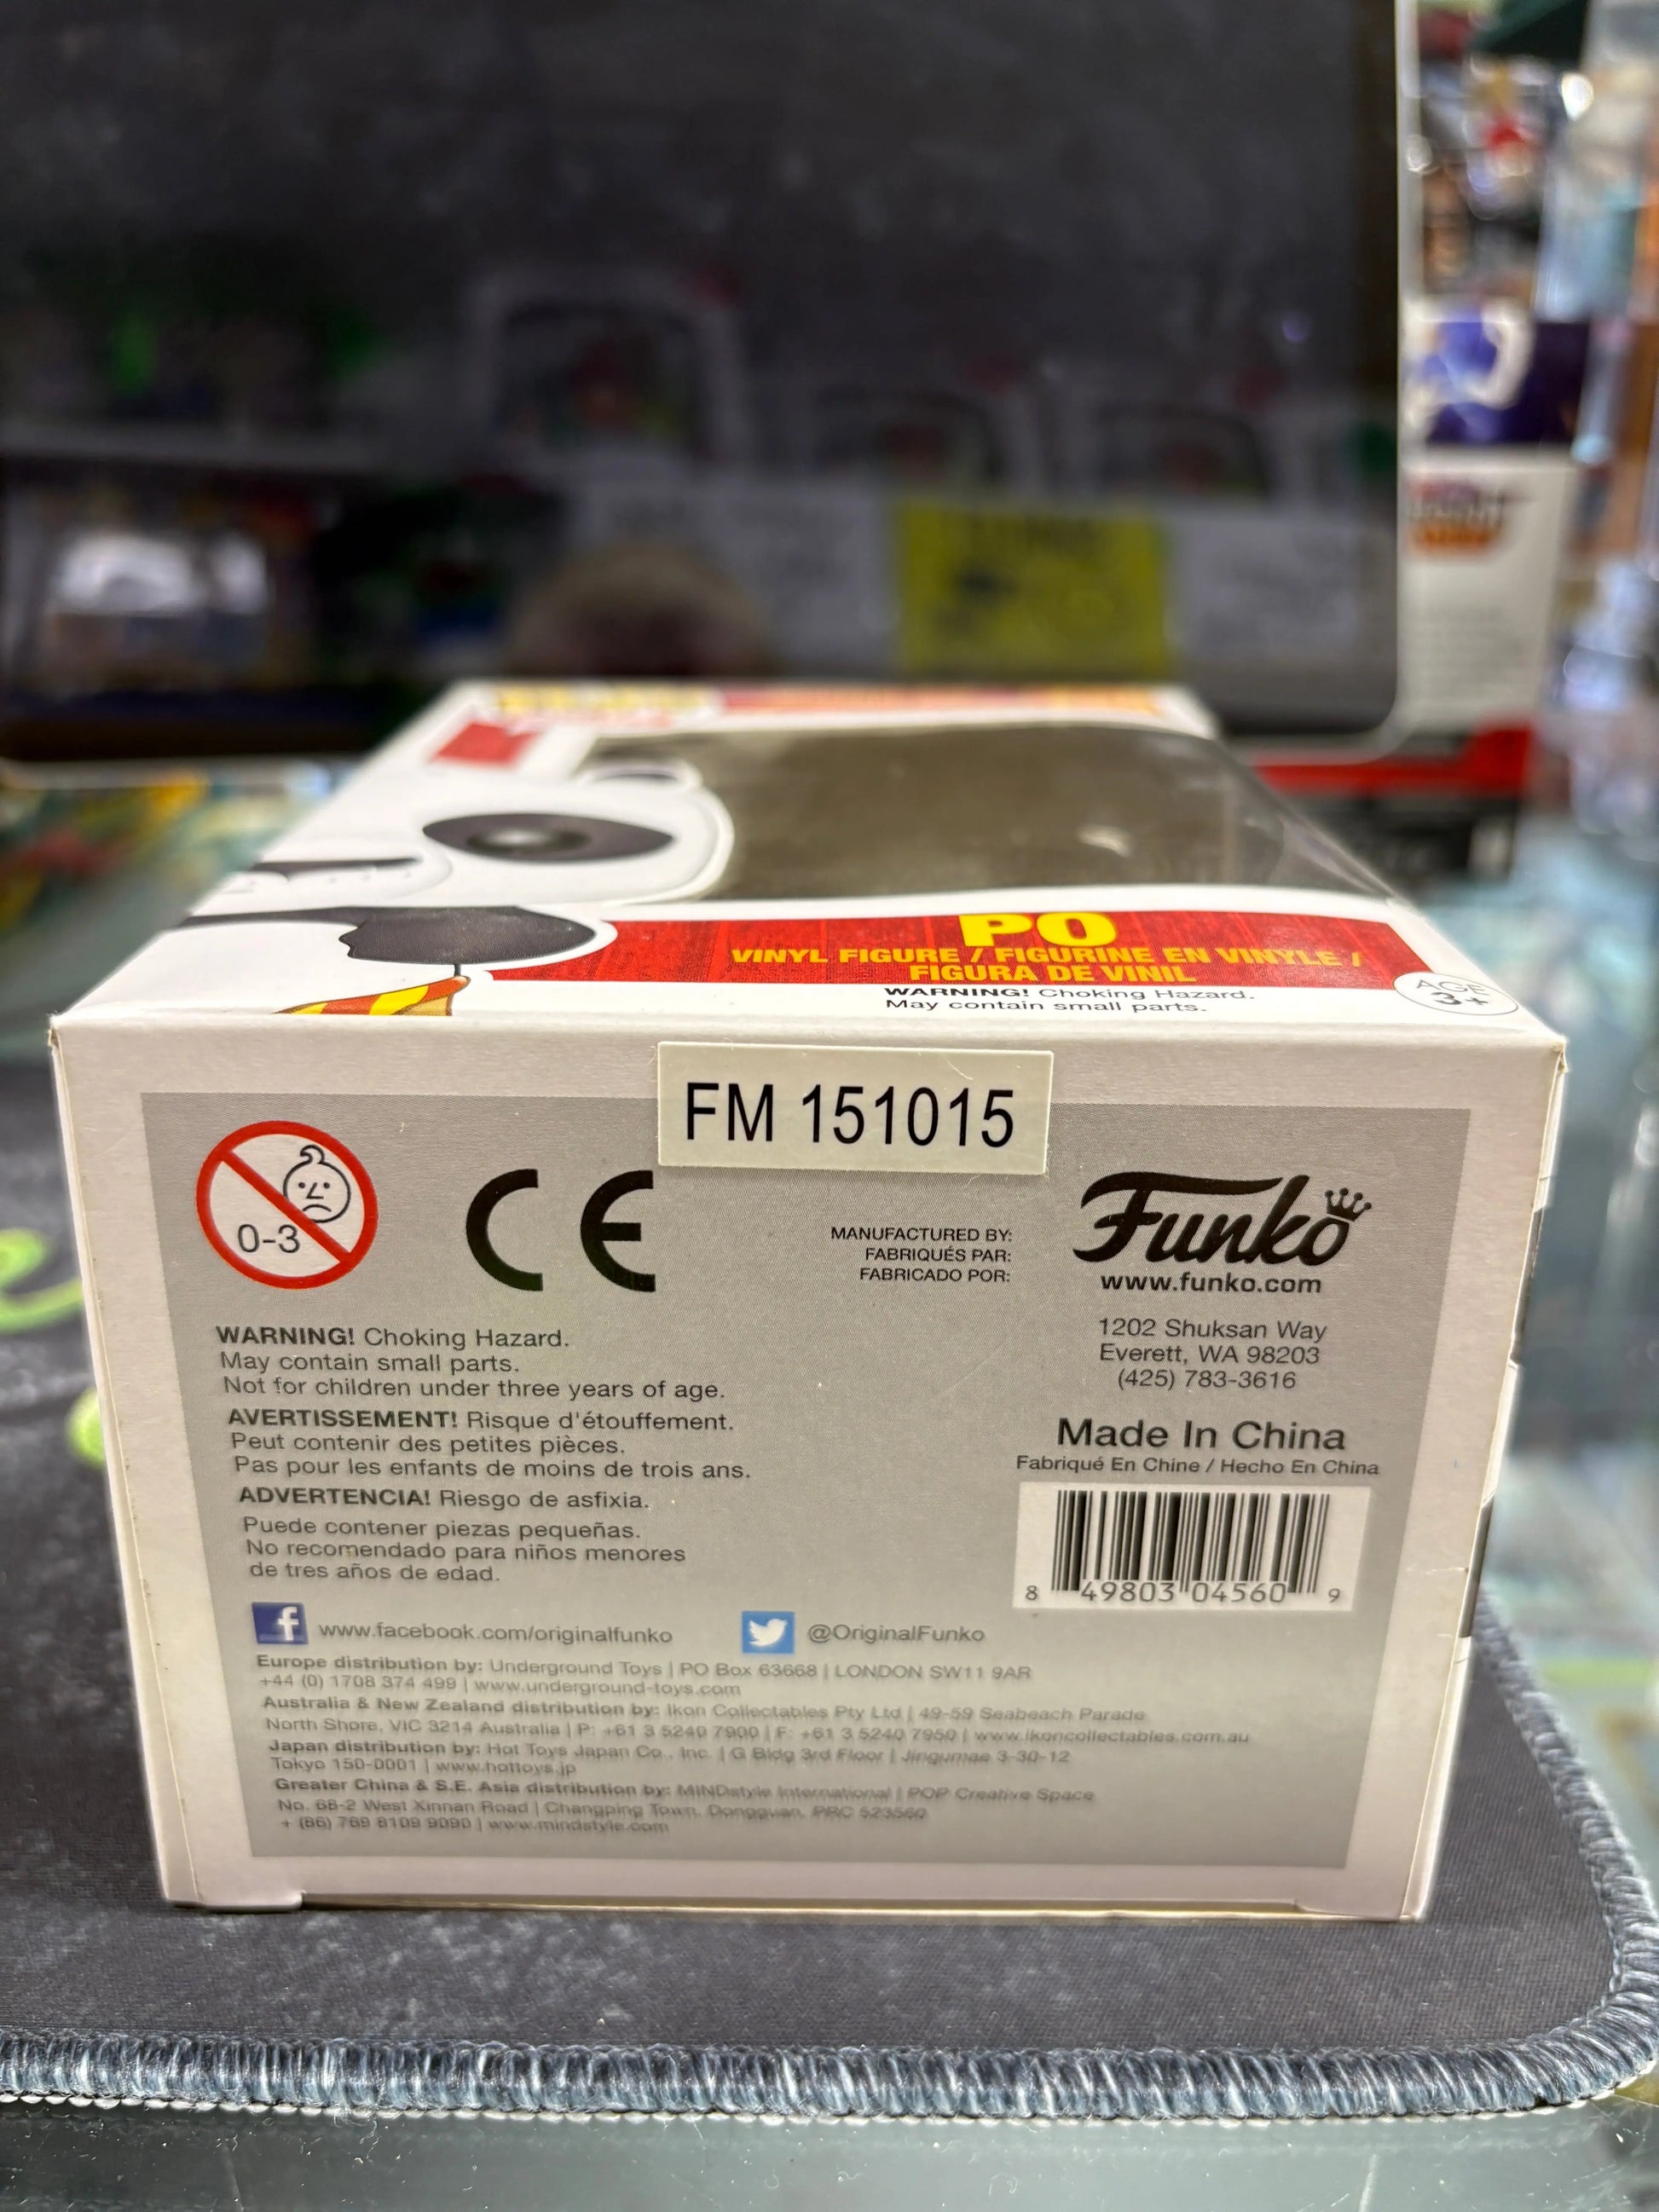 PO
VINYL FIGURE / FIGURINE EN VINYLE /
FIGURA DE VINIL
WARNING! Choking Hazard.
May contain small parts.
AGE
3+
FM 151015
0-3
CE
MANUFACTURED BY:
FABRIQUÉS PAR:
FABRICADO POR:
Funko
www.funko.com
1202 Shuksan Way
Everett, WA 98203
(425) 783-3616
Made In China
Fabriqué En Chine / Hecho En China
8 49803 04560 9
WARNING! Choking Hazard.
May contain small parts.
Not for children under three years of age.
AVERTISSEMENT! Risque d'étouffement.
Peut contenir des petites pièces.
Pas pour les enfants de moins de trois ans.
ADVERTENCIA! Riesgo de asfixia.
Puede contener piezas pequeñas.
No recomendado para niños menores
de tres años de edad.
f www.facebook.com/originalfunko
@OriginalFunko
Europe distribution by: Underground Toys | PO Box 63668 | LONDON SW11 9AR
+44 (0) 1708 374 499 | www.underground-toys.com
Australia & New Zealand distribution by: Ikon Collectables Pty Ltd | 49-59 Seabeach Parade
North Shore, VIC 3214 Australia | P: +61 3 5240 7900 | F: +61 3 5240 7950 | www.ikoncollectables.com.au
Japan distribution by: Hot Toys Japan Co., Inc. | G Bldg 3rd Floor | Jingumae 3-30-12
Tokyo 150-0001 | www.hottoys.jp
Greater China & S.E. Asia distribution by: MINDstyle International | POP Creative Space
No. 68-2 West Xinnan Road | Changping Town, Dongguan, PRC 523560
+ (86) 769 8109 9090 | www.mindstyle.com